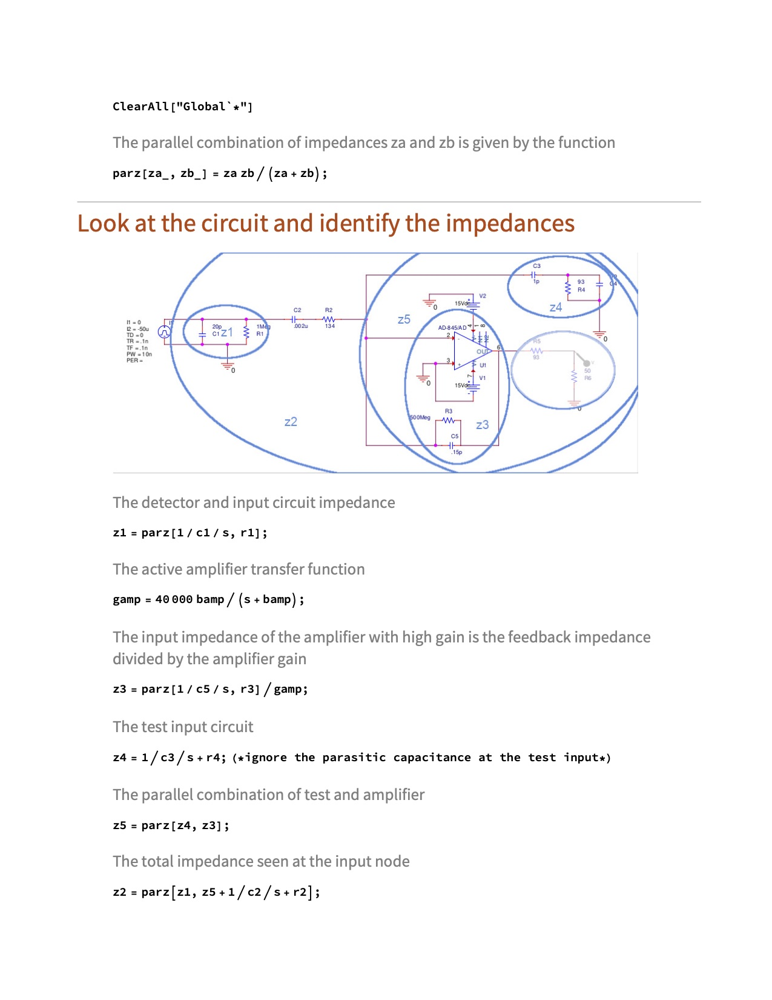 ClearAll["Global`*"]
The parallel combination of impedances za and zb is given by the function
parz[za_, zb_] = za zb / (za + zb);
Look at the circuit and identify the impedances
C3
1p
93
R4
C4
z4
0
V2
15Vdc
0
z5
I1 = 0
I2 = -50u
TD = 0
TR = .1n
TF = .1n
PW = 10n
PER =
20p
C1
z1
1Meg
R1
0
C2
.002u
R2
134
AD-845/AD
2
4
1
8
N1
N2
OUT
6
3
U1
7
V1
15Vdc
0
R5
93
V
50
R6
0
z2
500Meg
R3
z3
C5
.15p
The detector and input circuit impedance
z1 = parz[1 / c1 / s, r1];
The active amplifier transfer function
gamp = 40 000 bamp / (s + bamp);
The input impedance of the amplifier with high gain is the feedback impedance
divided by the amplifier gain
z3 = parz[1 / c5 / s, r3] / gamp;
The test input circuit
z4 = 1 / c3 / s + r4; (*ignore the parasitic capacitance at the test input*)
The parallel combination of test and amplifier
z5 = parz[z4, z3];
The total impedance seen at the input node
z2 = parz[z1, z5 + 1 / c2 / s + r2];